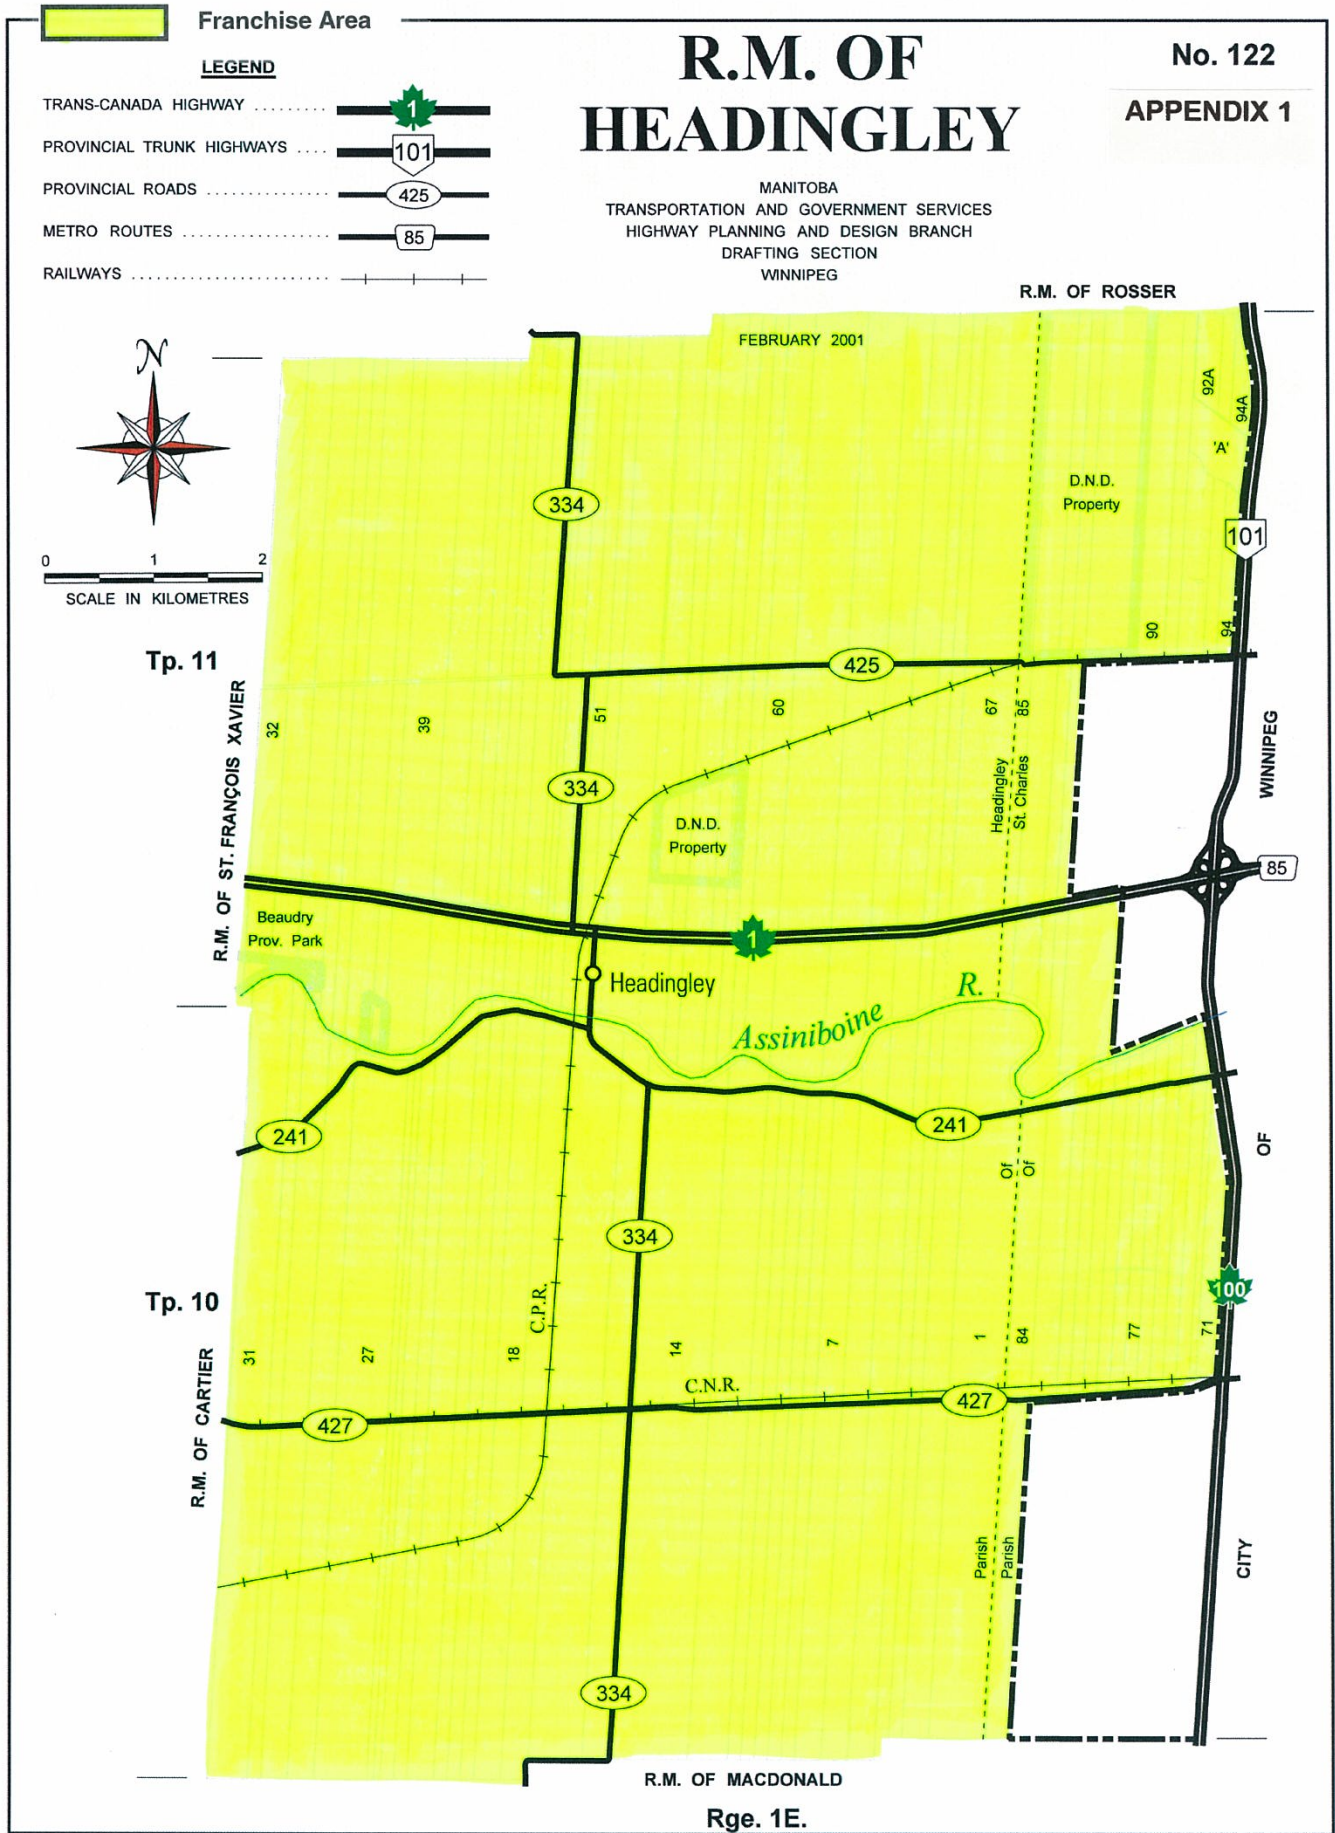 Franchise Area
LEGEND
TRANS-CANADA HIGHWAY ......... 1
PROVINCIAL TRUNK HIGHWAYS .... 101
PROVINCIAL ROADS ............... 425
METRO ROUTES .................. 85
RAILWAYS ........................
R.M. OF
HEADINGLEY
No. 122
APPENDIX 1
MANITOBA
TRANSPORTATION AND GOVERNMENT SERVICES
HIGHWAY PLANNING AND DESIGN BRANCH
DRAFTING SECTION
WINNIPEG
R.M. OF ROSSER
FEBRUARY 2001
N
0 1 2
SCALE IN KILOMETRES
92A
94A
'A'
D.N.D.
Property
334
101
90
94
Tp. 11
425
32
39
51
60
67
85
R.M. OF ST. FRANÇOIS XAVIER
334
Headingley
St. Charles
WINNIPEG
D.N.D.
Property
85
Beaudry
Prov. Park
1
Headingley
Assiniboine R.
241
241
Of
Of
OF
334
100
Tp. 10
C.P.R.
31
27
18
14
7
1
84
77
71
R.M. OF CARTIER
C.N.R.
427
427
Parish
Parish
CITY
334
R.M. OF MACDONALD
Rge. 1E.